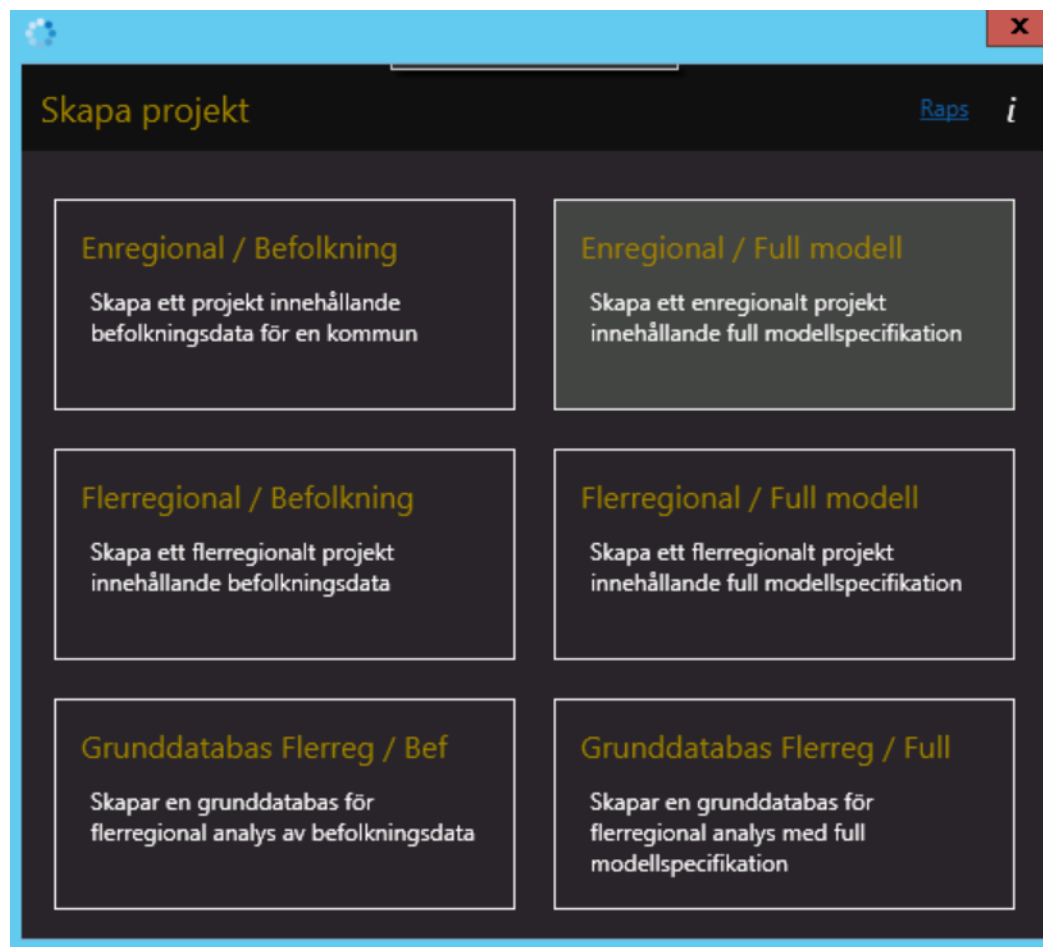 x
Skapa projekt
Raps
i
Enregional / Befolkning
Skapa ett projekt innehållande
befolkningsdata för en kommun
Enregional / Full modell
Skapa ett enregionalt projekt
innehållande full modellspecifikation
Flerregional / Befolkning
Skapa ett flerregionalt projekt
innehållande befolkningsdata
Flerregional / Full modell
Skapa ett flerregionalt projekt
innehållande full modellspecifikation
Grunddatabas Flerreg / Bef
Skapar en grunddatabas för
flerregional analys av befolkningsdata
Grunddatabas Flerreg / Full
Skapar en grunddatabas för
flerregional analys med full
modellspecifikation